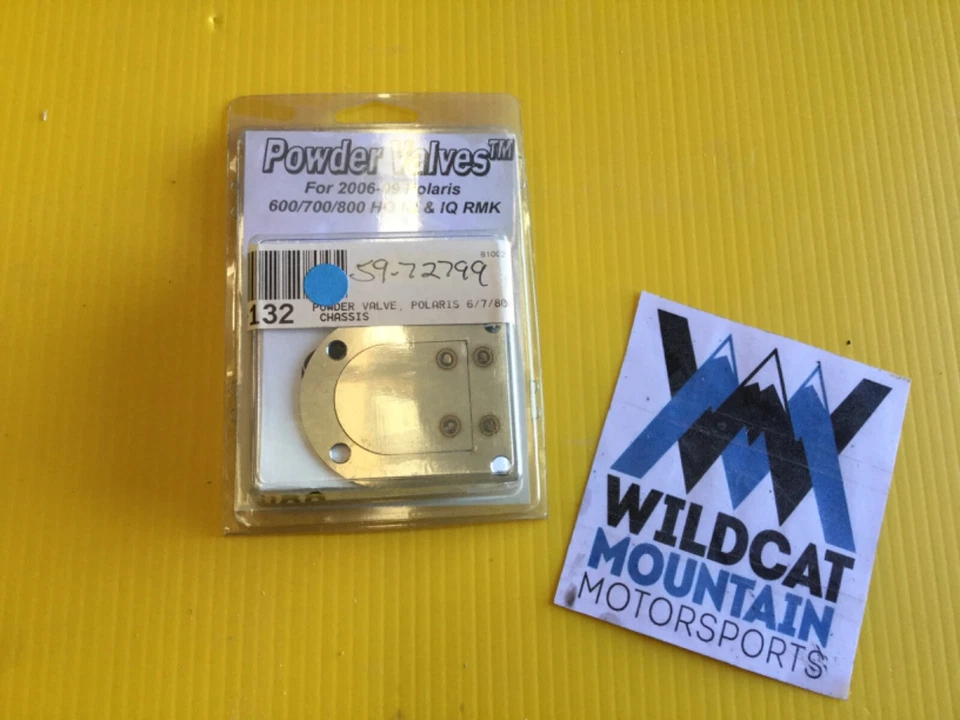 Powder Valves™
For 2006-09 Polaris
600/700/800 HO & IQ RMK
81002
59-72799
132
POWDER VALVE, POLARIS 6/7/80
CHASSIS
WILDCAT
MOUNTAIN
MOTORSPORTS